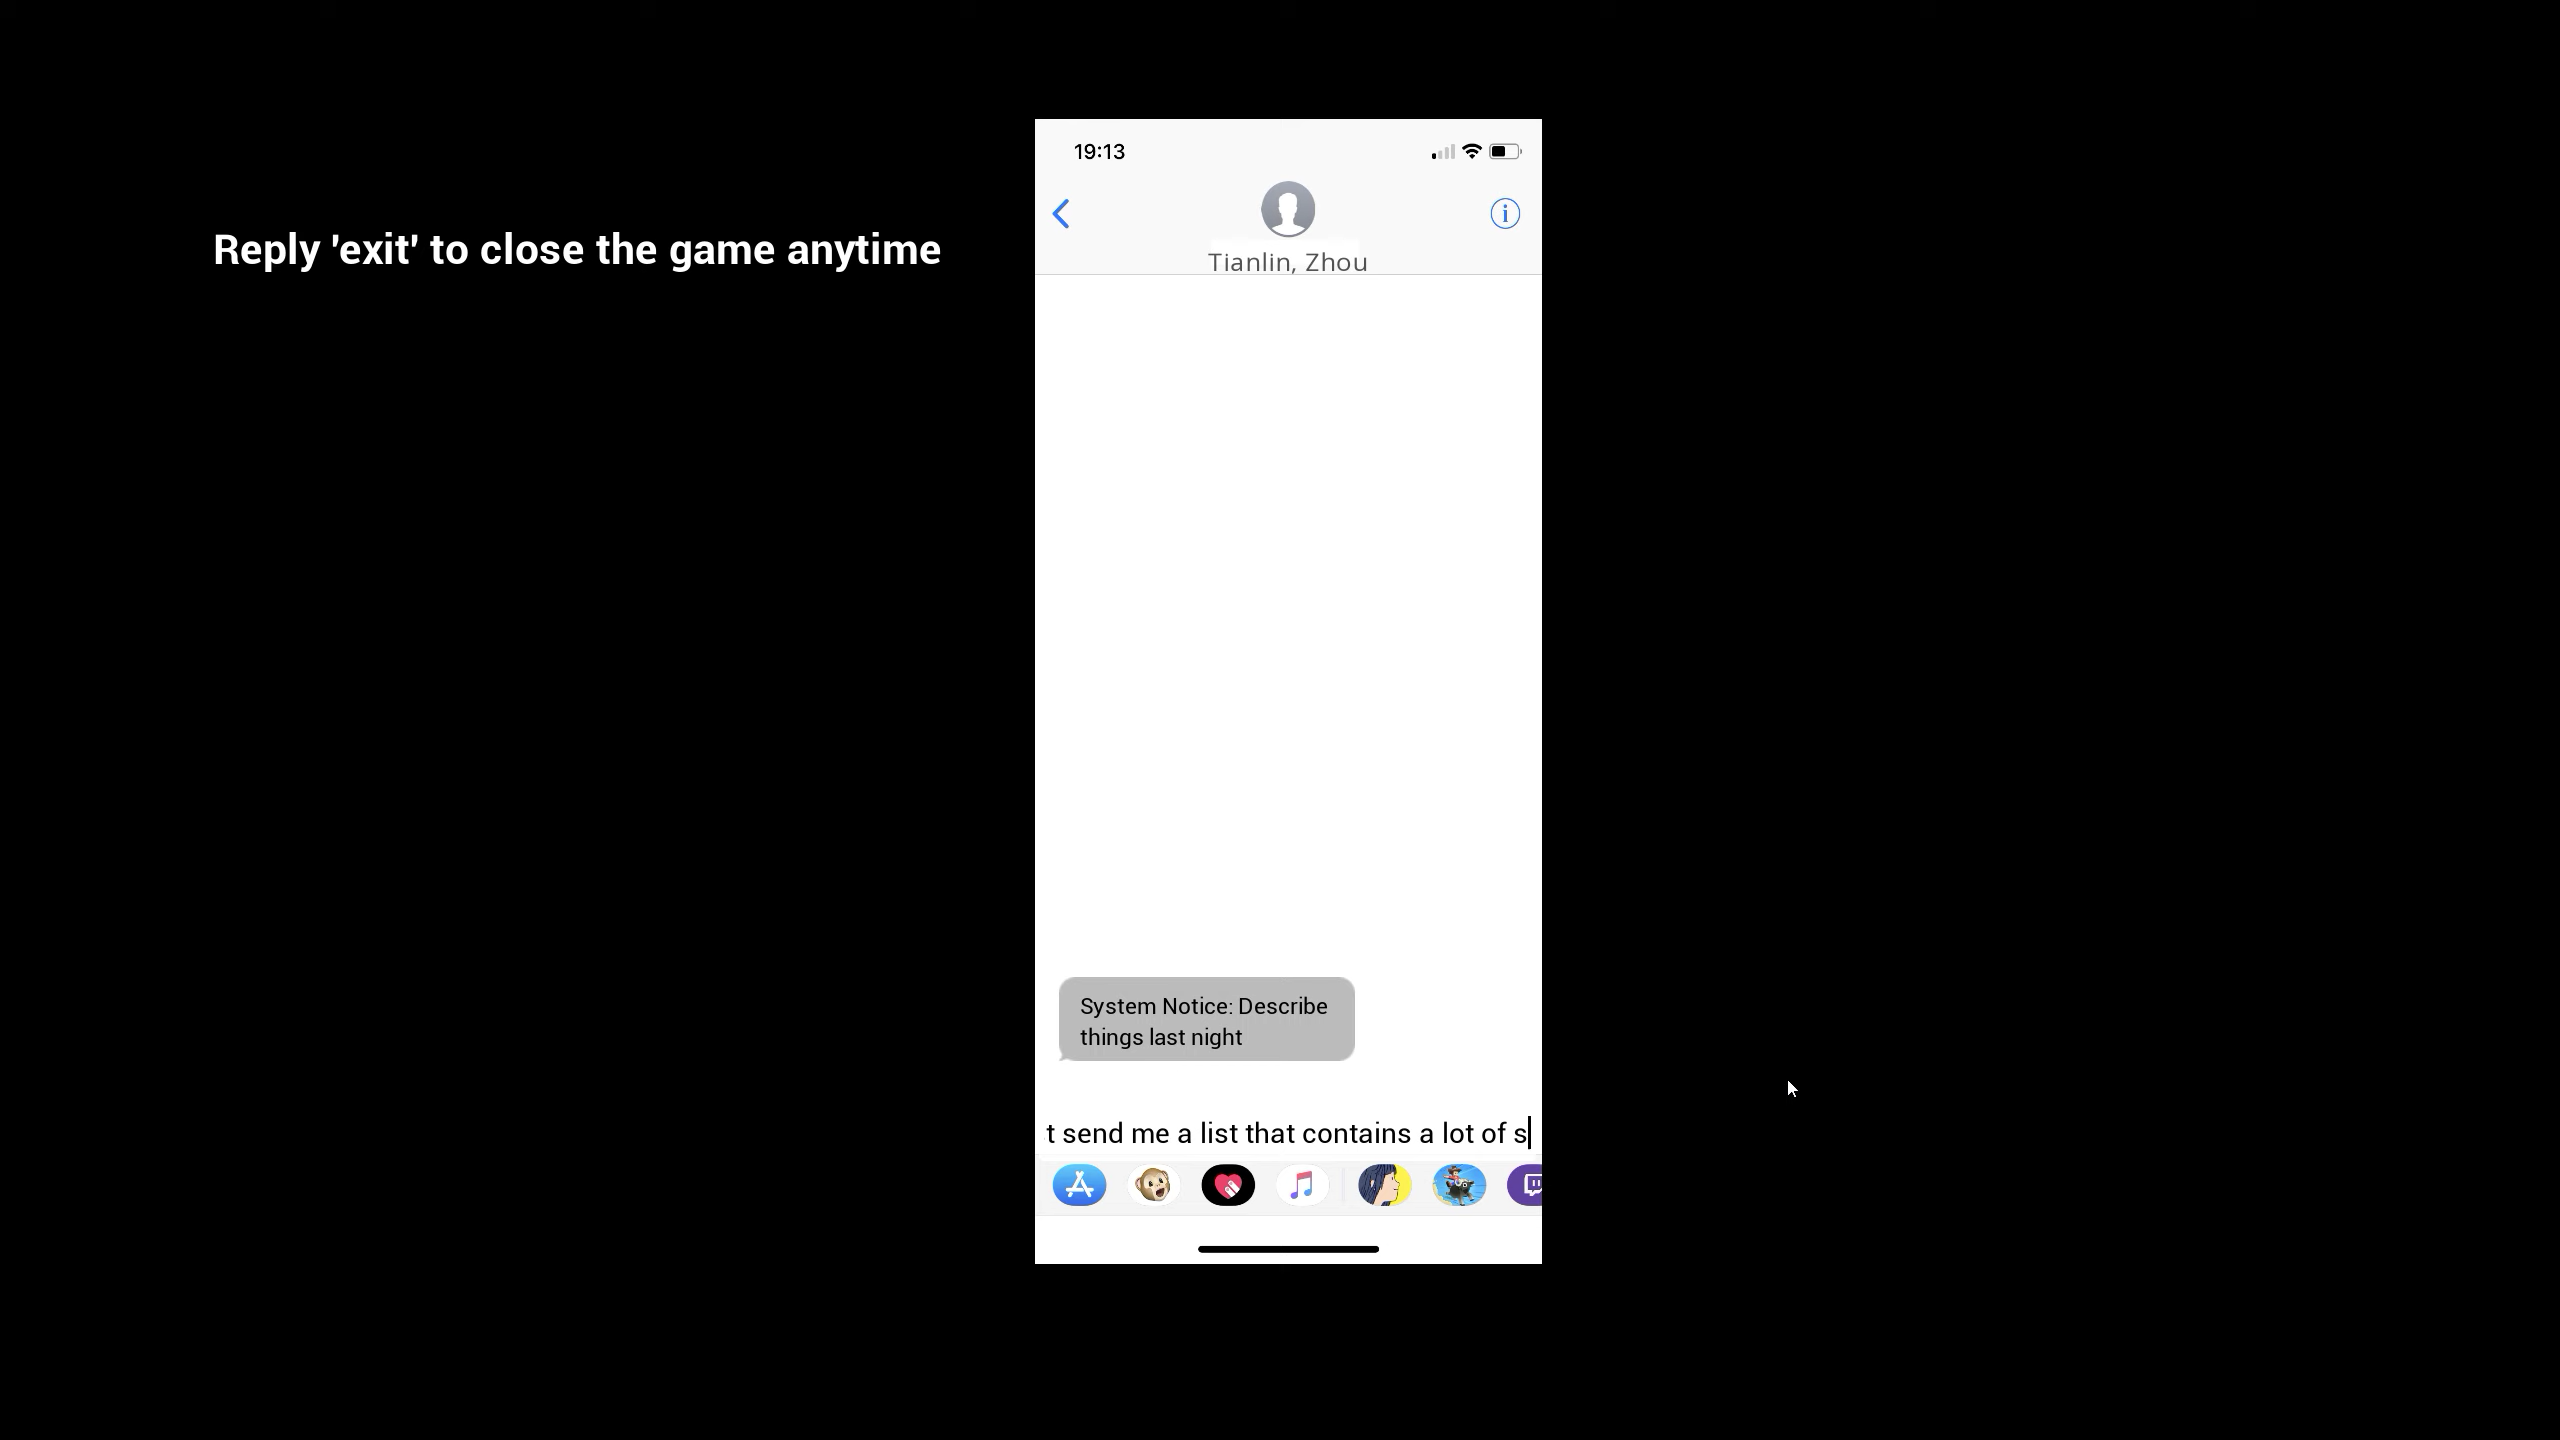 19:13
Reply 'exit' to close the game anytime
Tianlin, Zhou
System Notice: Describe
things last night
t send me a list that contains a lot of s